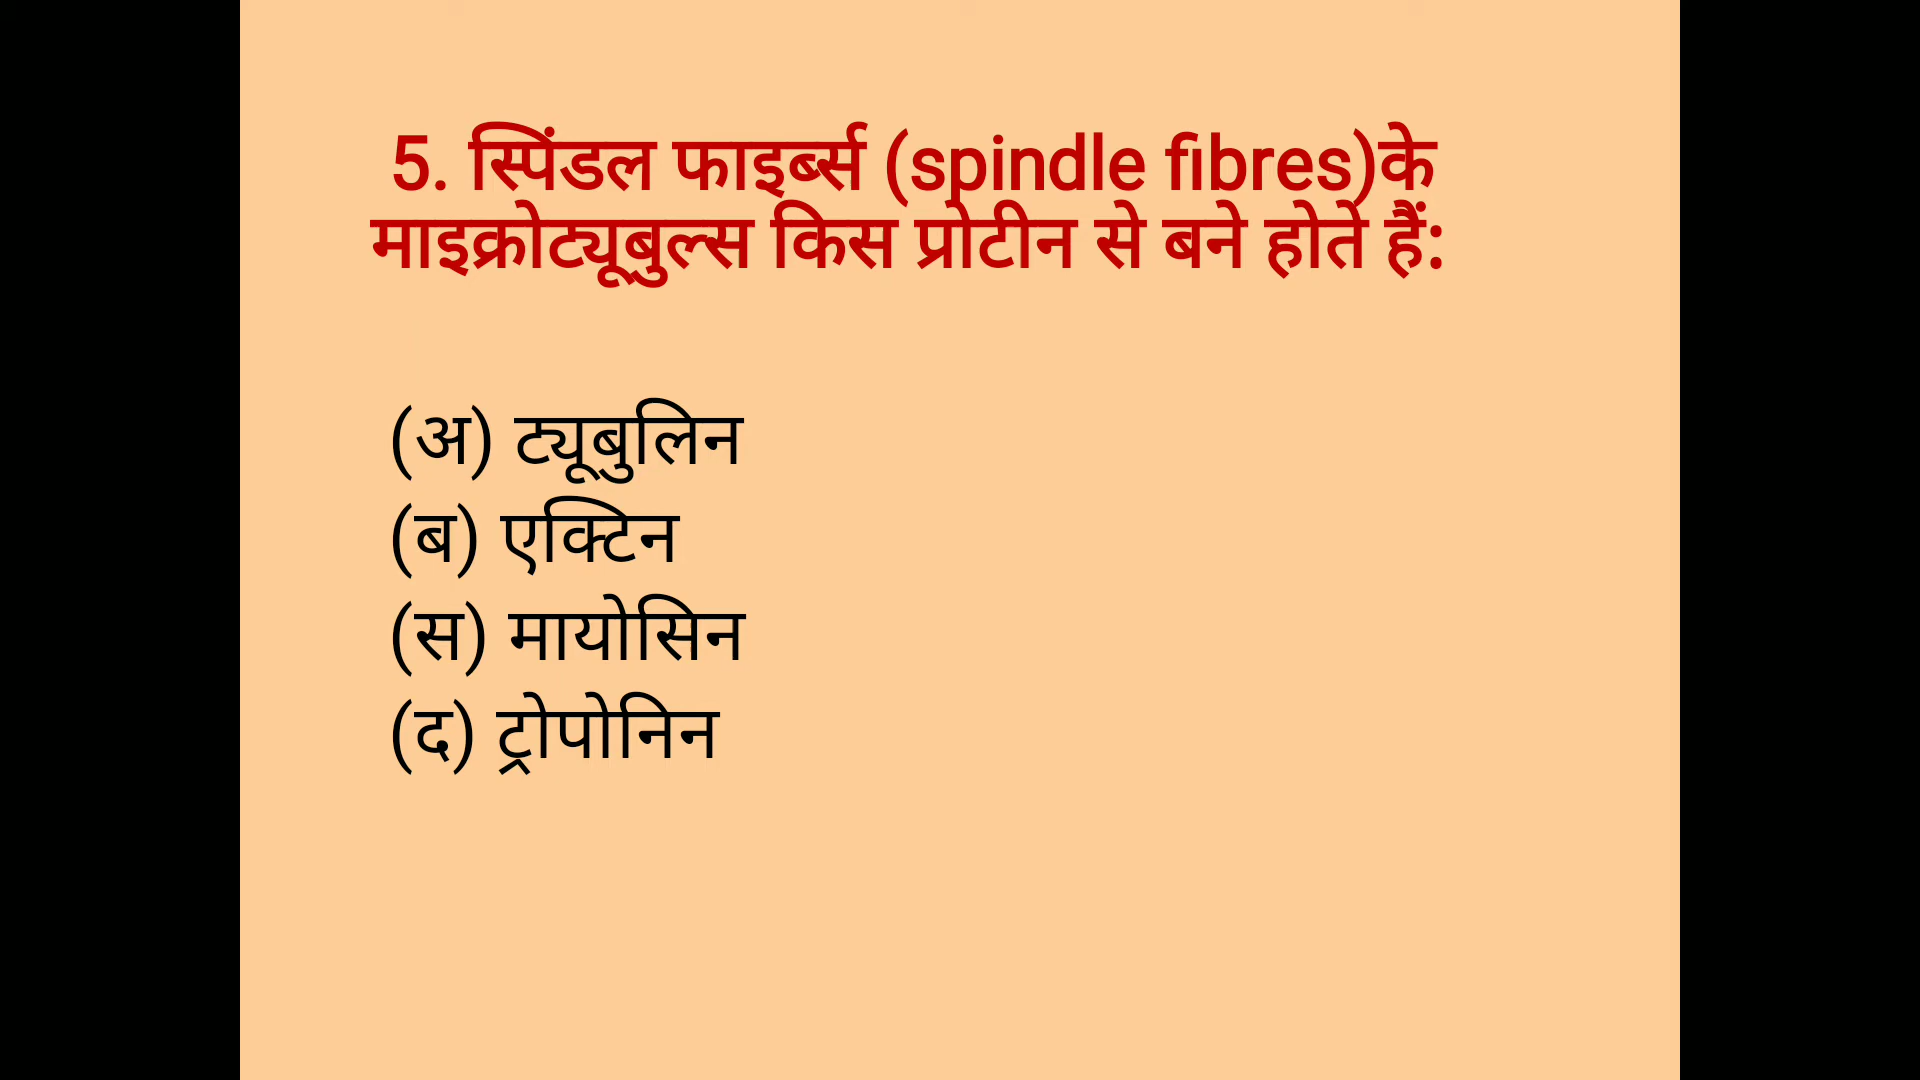 5. स्पिंडल फाइबर्स (spindle fibres)के
माइक्रोट्यूबुल्स किस प्रोटीन से बने होते हैं:
(अ) ट्यूबुलिन
(ब) एक्टिन
(स) मायोसिन
(द) ट्रोपोनिन